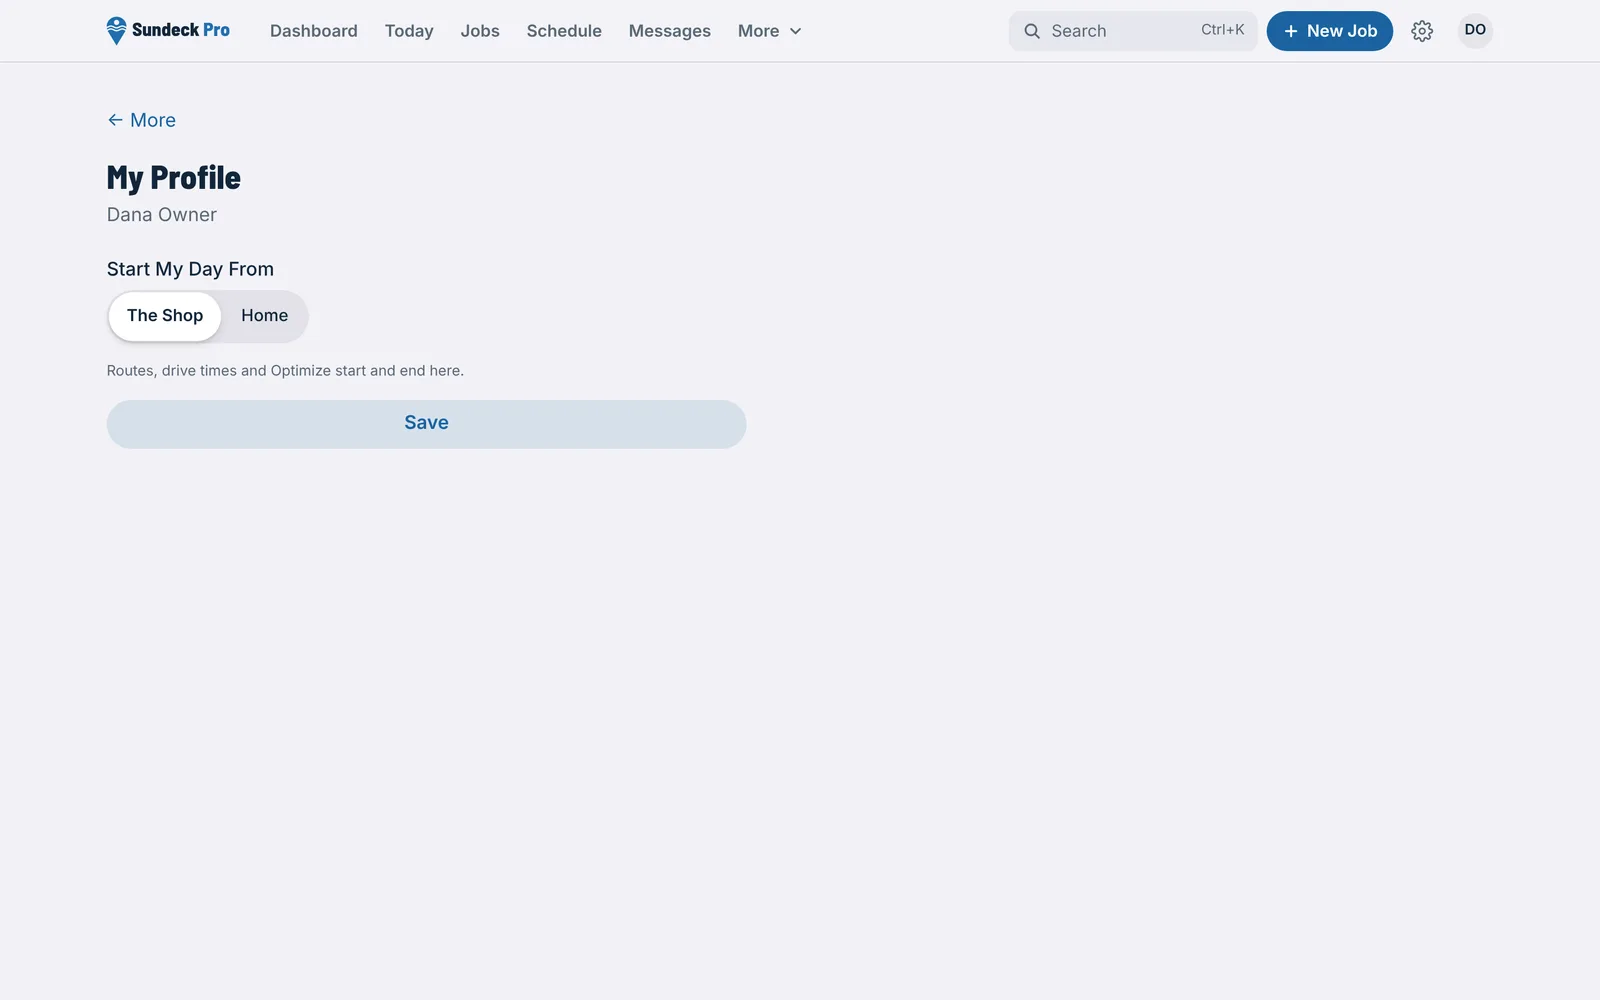 Sundeck Pro
Dashboard
Today
Jobs
Schedule
Messages
More
Search
Ctrl+K
+ New Job
DO
← More
My Profile
Dana Owner
Start My Day From
The Shop
Home
Routes, drive times and Optimize start and end here.
Save